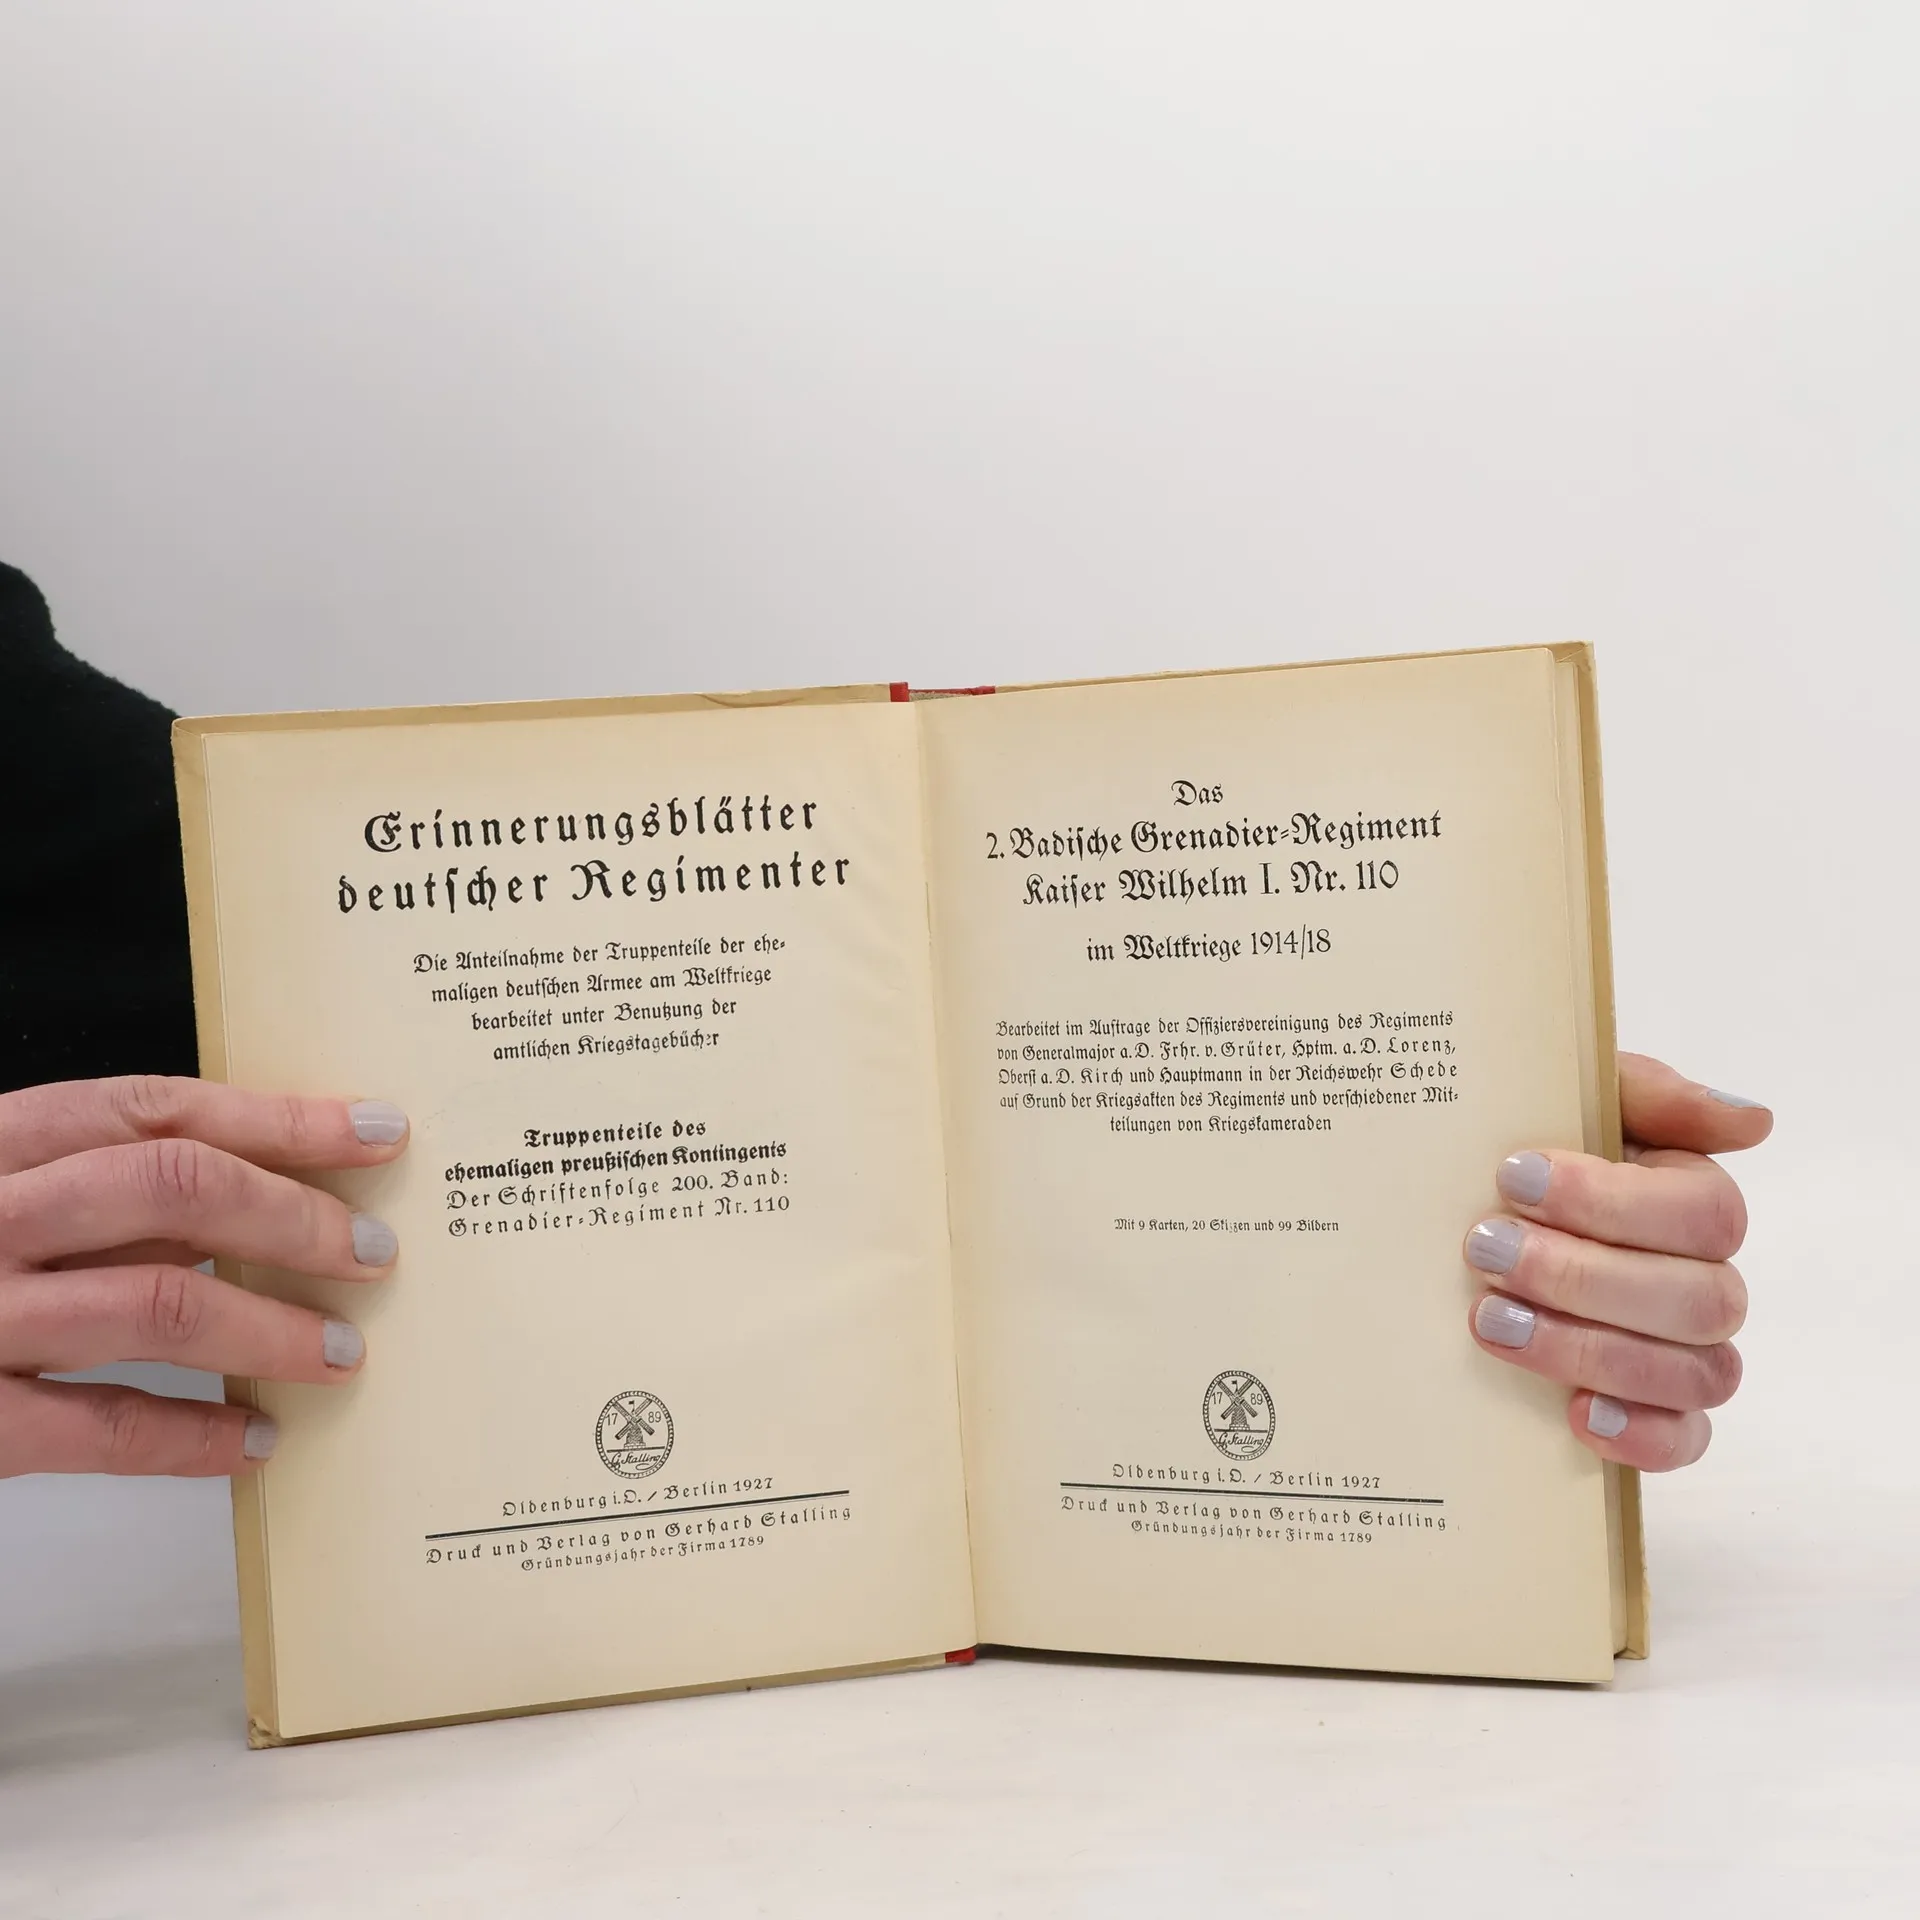 Erinnerungsblätter
deutscher Regimenter
Die Anteilnahme der Truppenteile der ehe-
maligen deutschen Armee am Weltkriege
bearbeitet unter Benutzung der
amtlichen Kriegstagebücher
Truppenteile des
ehemaligen preußischen Kontingents
Der Schriftenfolge 200. Band:
Grenadier-Regiment Nr. 110
17 89
G. Stalling
Oldenburg i.O. / Berlin 1927
Druck und Verlag von Gerhard Stalling
Gründungsjahr der Firma 1789
Das
2. Badische Grenadier-Regiment
Kaiser Wilhelm I. Nr. 110
im Weltkriege 1914/18
Bearbeitet im Auftrage der Offiziersvereinigung des Regiments
von Generalmajor a. D. Frhr. v. Grüter, Hptm. a. D. Lorenz,
Oberst a. D. Kirch und Hauptmann in der Reichswehr Schede
auf Grund der Kriegsakten des Regiments und verschiedener Mit-
teilungen von Kriegskameraden
Mit 9 Karten, 20 Skizzen und 99 Bildern
17 89
G. Stalling
Oldenburg i.O. / Berlin 1927
Druck und Verlag von Gerhard Stalling
Gründungsjahr der Firma 1789